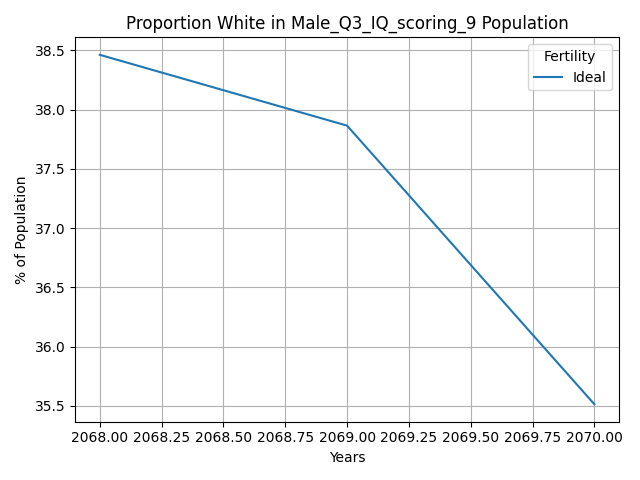 Proportion White in Male_Q3_IQ_scoring_9 Population
Fertility
Ideal
38.5
38.0
37.5
37.0
36.5
36.0
35.5
% of Population
2068.00 2068.25 2068.50 2068.75 2069.00 2069.25 2069.50 2069.75 2070.00
Years